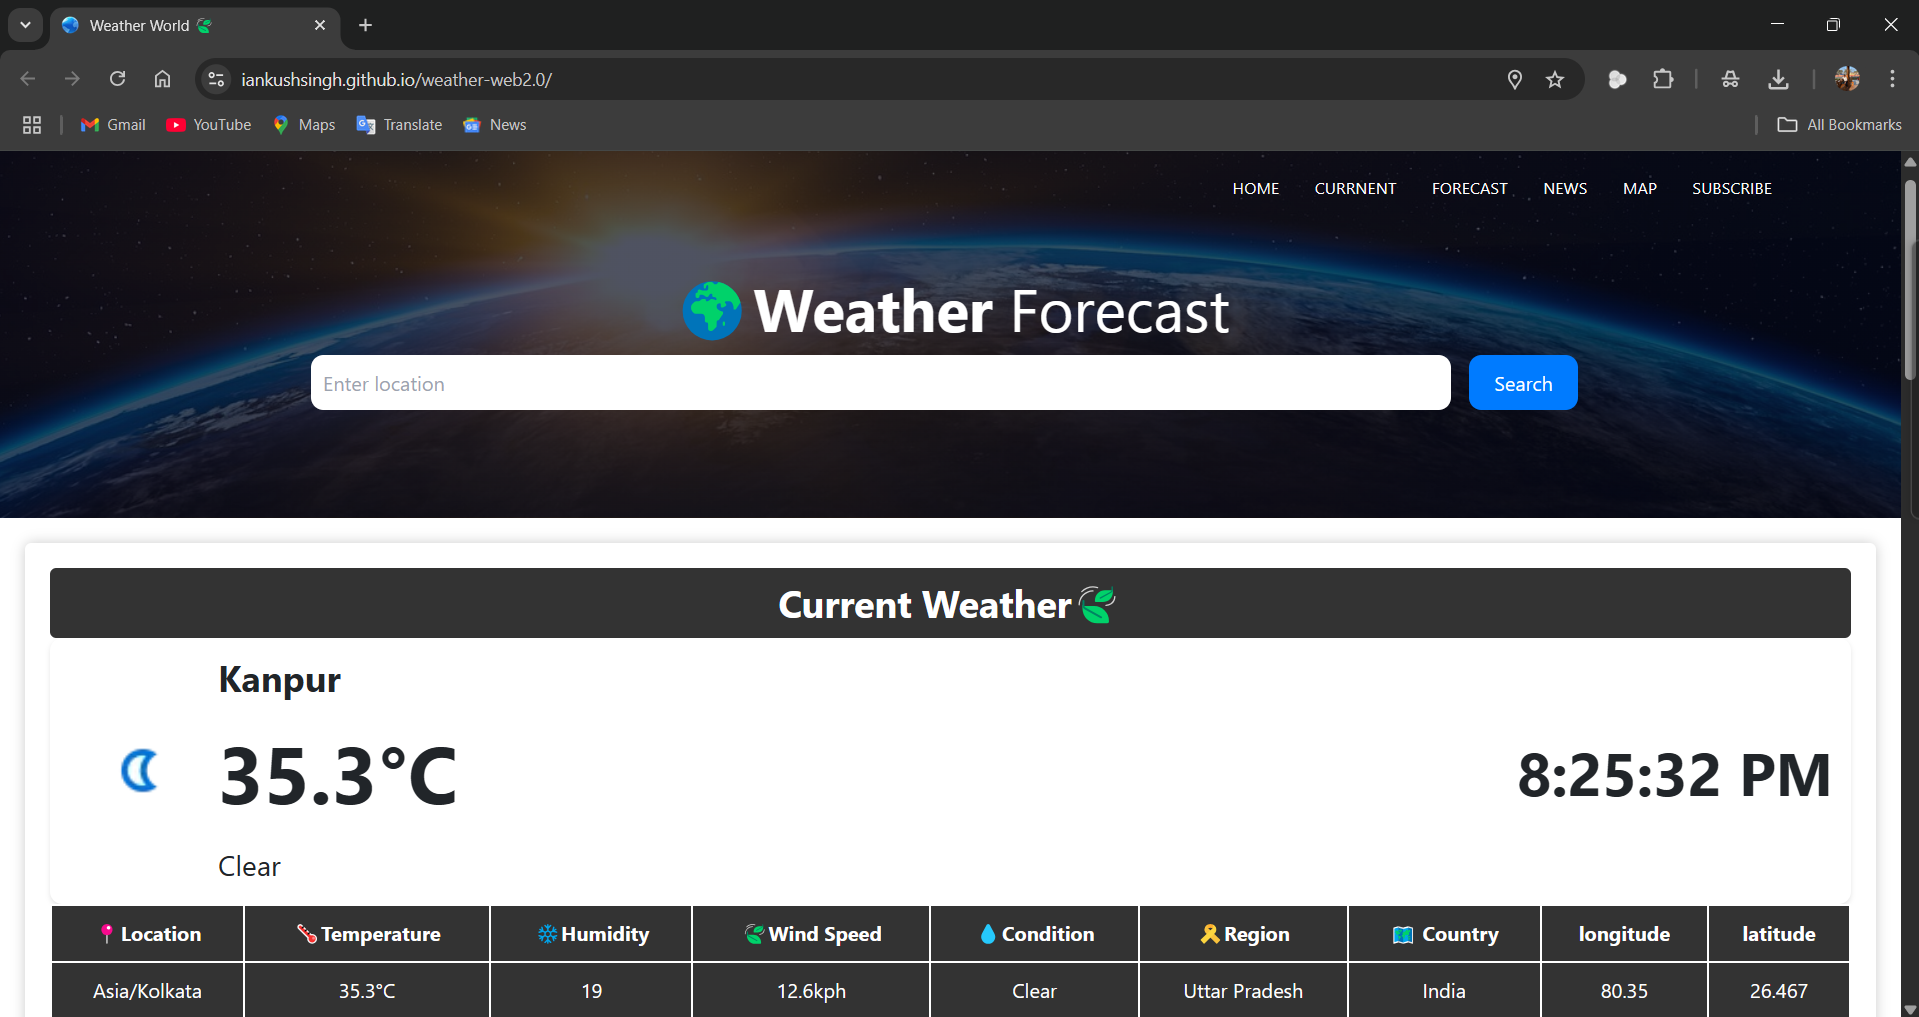 Weather World
iankushsingh.github.io/weather-web2.0/
Gmail YouTube Maps Translate News All Bookmarks
HOME CURRNENT FORECAST NEWS MAP SUBSCRIBE
Weather Forecast
Enter location Search
Current Weather
Kanpur
35.3°C 8:25:32 PM
Clear
Location Temperature Humidity Wind Speed Condition Region Country longitude latitude
Asia/Kolkata 35.3°C 19 12.6kph Clear Uttar Pradesh India 80.35 26.467